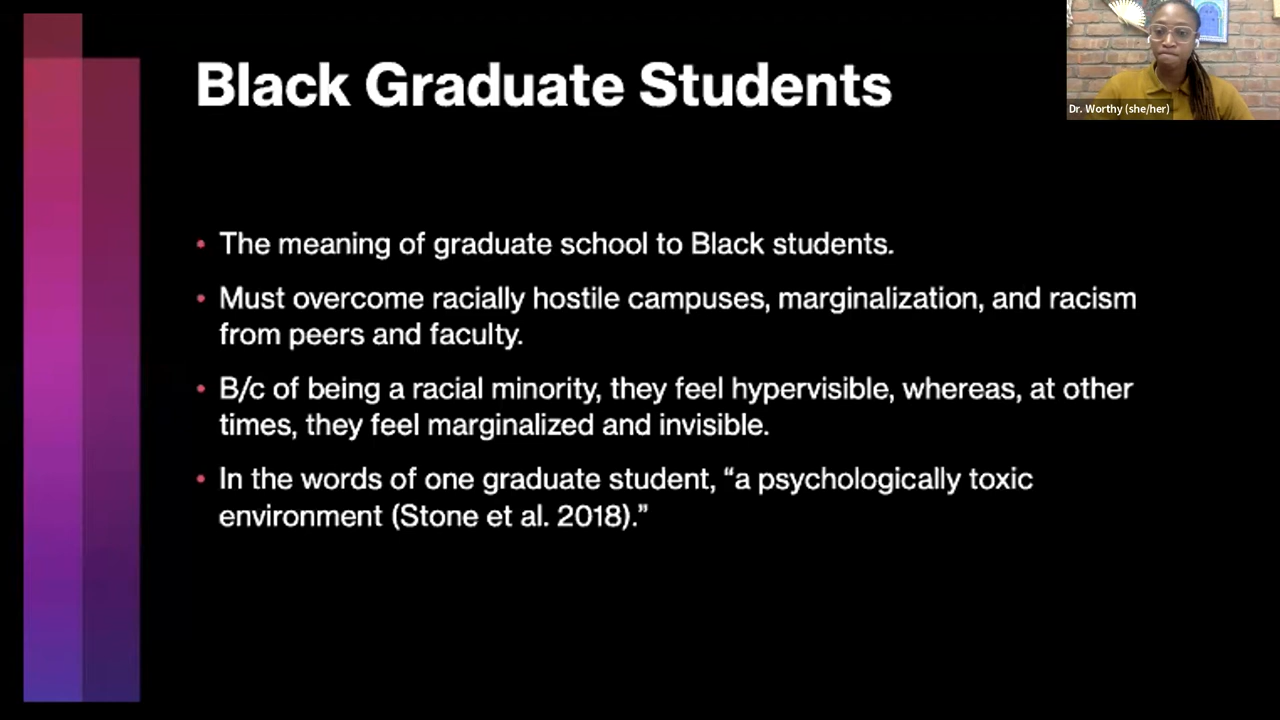 Black Graduate Students
Dr. Worthy (she/her)
• The meaning of graduate school to Black students.
• Must overcome racially hostile campuses, marginalization, and racism
from peers and faculty.
• B/c of being a racial minority, they feel hypervisible, whereas, at other
times, they feel marginalized and invisible.
• In the words of one graduate student, “a psychologically toxic
environment (Stone et al. 2018).”